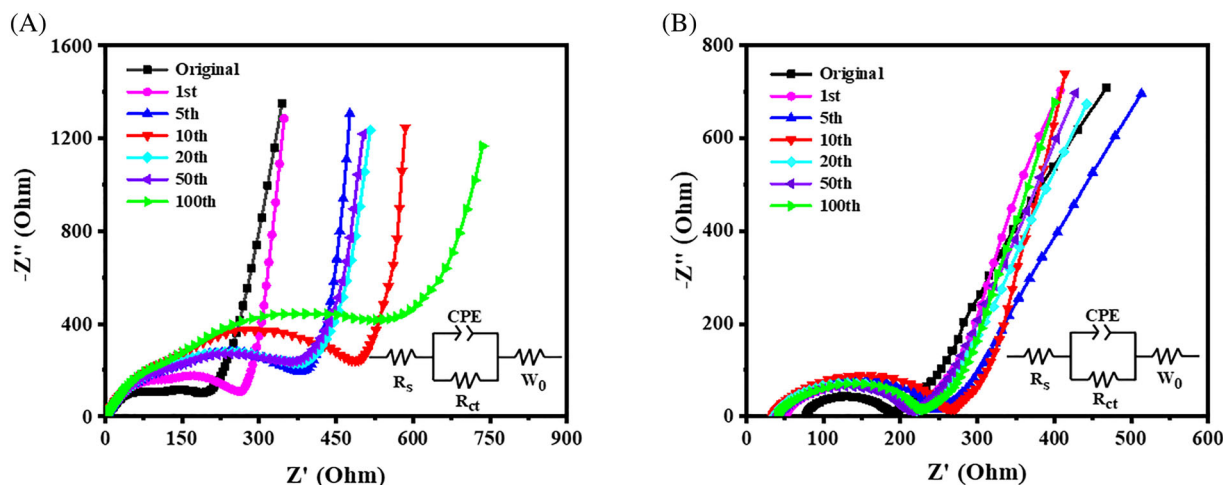 (A)
1600
1200
800
400
0
-Z'' (Ohm)
Original
1st
5th
10th
20th
50th
100th
CPE
Rs
Rct
W0
0 150 300 450 600 750 900
Z' (Ohm)
(B)
800
600
400
200
0
-Z'' (Ohm)
Original
1st
5th
10th
20th
50th
100th
CPE
Rs
Rct
W0
0 100 200 300 400 500 600
Z' (Ohm)